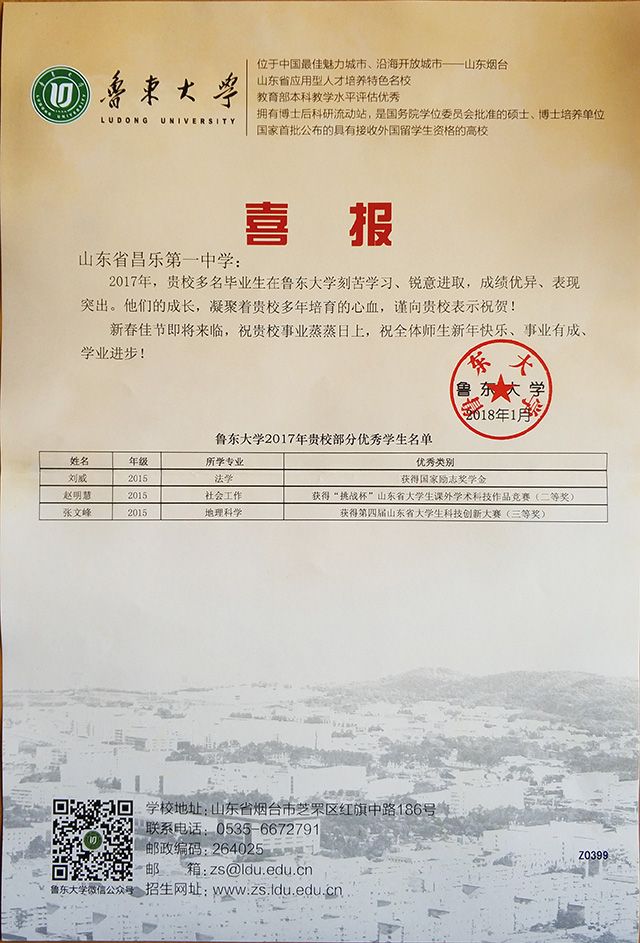 鲁东大学
LUDONG UNIVERSITY
位于中国最佳魅力城市、沿海开放城市——山东烟台
山东省应用型人才培养特色名校
教育部本科教学水平评估优秀
拥有博士后科研流动站，是国务院学位委员会批准的硕士、博士培养单位
国家首批公布的具有接收外国留学生资格的高校
喜 报
山东省昌乐第一中学：
2017年，贵校多名毕业生在鲁东大学刻苦学习、锐意进取，成绩优异、表现
突出。他们的成长，凝聚着贵校多年培育的心血，谨向贵校表示祝贺！
新春佳节即将来临，祝贵校事业蒸蒸日上，祝全体师生新年快乐、事业有成、
学业进步！
鲁东大学
鲁东大学
2018年1月
鲁东大学2017年贵校部分优秀学生名单
姓名 年级 所学专业 优秀类别
刘威 2015 法学 获得国家励志奖学金
赵明慧 2015 社会工作 获得“挑战杯”山东省大学生课外学术科技作品竞赛（二等奖）
张文峰 2015 地理科学 获得第四届山东省大学生科技创新大赛（三等奖）
学校地址：山东省烟台市芝罘区红旗中路186号
联系电话：0535-6672791
邮政编码：264025
邮 箱：zs@ldu.edu.cn
招生网址：www.zs.ldu.edu.cn
鲁东大学微信公众号
Z0399